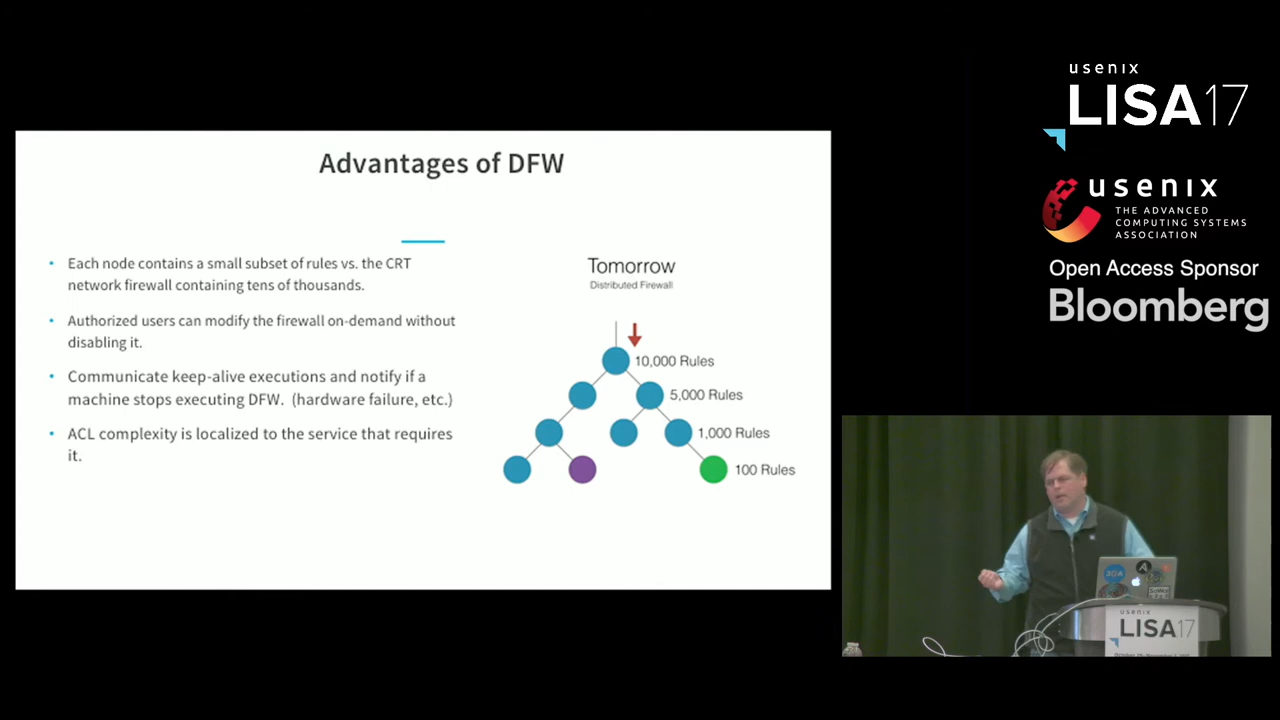 Advantages of DFW
• Each node contains a small subset of rules vs. the CRT
network firewall containing tens of thousands.
• Authorized users can modify the firewall on-demand without
disabling it.
• Communicate keep-alive executions and notify if a
machine stops executing DFW. (hardware failure, etc.)
• ACL complexity is localized to the service that requires
it.
Tomorrow
Distributed Firewall
10,000 Rules
5,000 Rules
1,000 Rules
100 Rules
usenix
LISA17
usenix
THE ADVANCED
COMPUTING SYSTEMS
ASSOCIATION
Open Access Sponsor
Bloomberg
usenix
LISA17